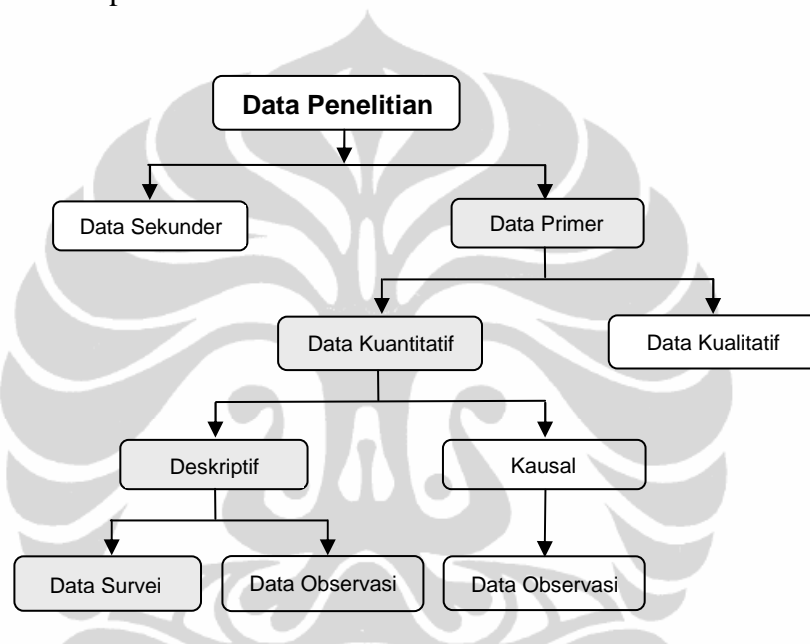 Data Penelitian
Data Sekunder
Data Primer
Data Kuantitatif
Data Kualitatif
Deskriptif
Kausal
Data Survei
Data Observasi
Data Observasi